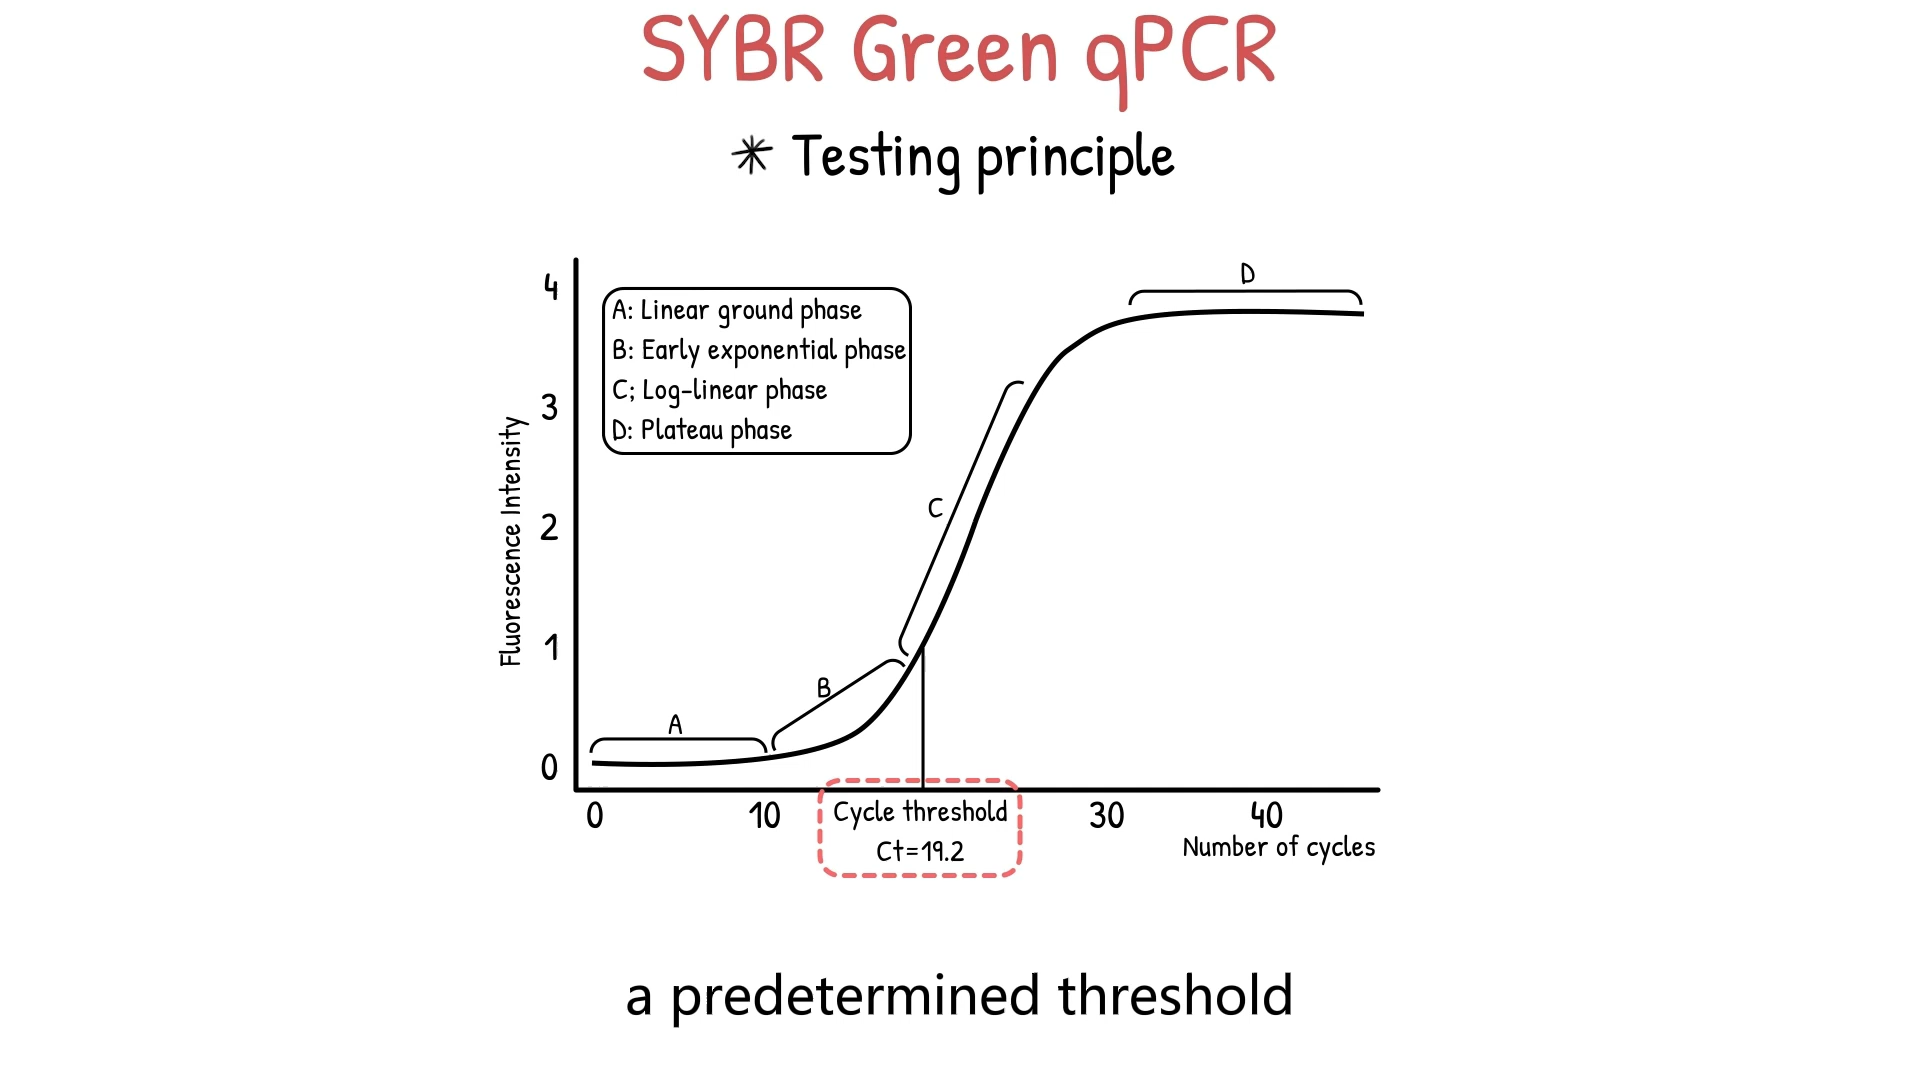 SYBR Green qPCR
Testing principle
4
3
2
1
0
Fluorescence Intensity
A: Linear ground phase
B: Early exponential phase
C; Log-linear phase
D: Plateau phase
A
B
C
D
0 10 30 40
Cycle threshold
Ct=19.2
Number of cycles
a predetermined threshold